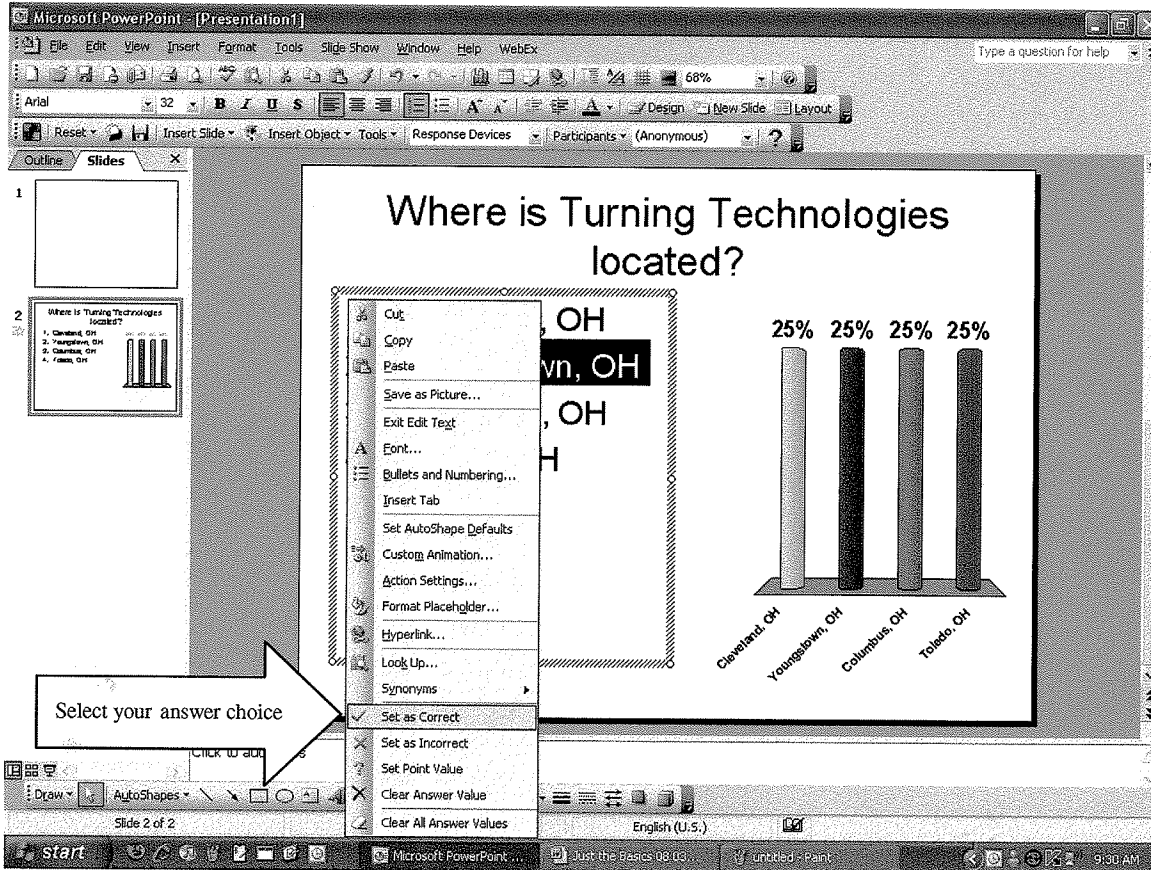 Microsoft PowerPoint - [Presentation1]
File Edit View Insert Format Tools Slide Show Window Help WebEx
Type a question for help
68%
Arial 32 B I U S A A A Design New Slide Layout
Reset Insert Slide Insert Object Tools Response Devices Participants (Anonymous) ?
Outline Slides
1
2
Where is Turning Technologies
located?
1. Cleveland, OH
2. Youngstown, OH
3. Columbus, OH
4. Toledo, OH
Where is Turning Technologies
located?
, OH
wn, OH
, OH
H
Cut
Copy
Paste
Save as Picture...
Exit Edit Text
Font...
Bullets and Numbering...
Insert Tab
Set AutoShape Defaults
Custom Animation...
Action Settings...
Format Placeholder...
Hyperlink...
Look Up...
Synonyms
Set as Correct
Set as Incorrect
Set Point Value
Clear Answer Value
Clear All Answer Values
25% 25% 25% 25%
Cleveland, OH
Youngstown, OH
Columbus, OH
Toledo, OH
Select your answer choice
Click to add
Draw AutoShapes
Slide 2 of 2
English (U.S.)
start
Microsoft PowerPoint ...
Just the Basics 08 03...
untitled - Paint
9:30 AM